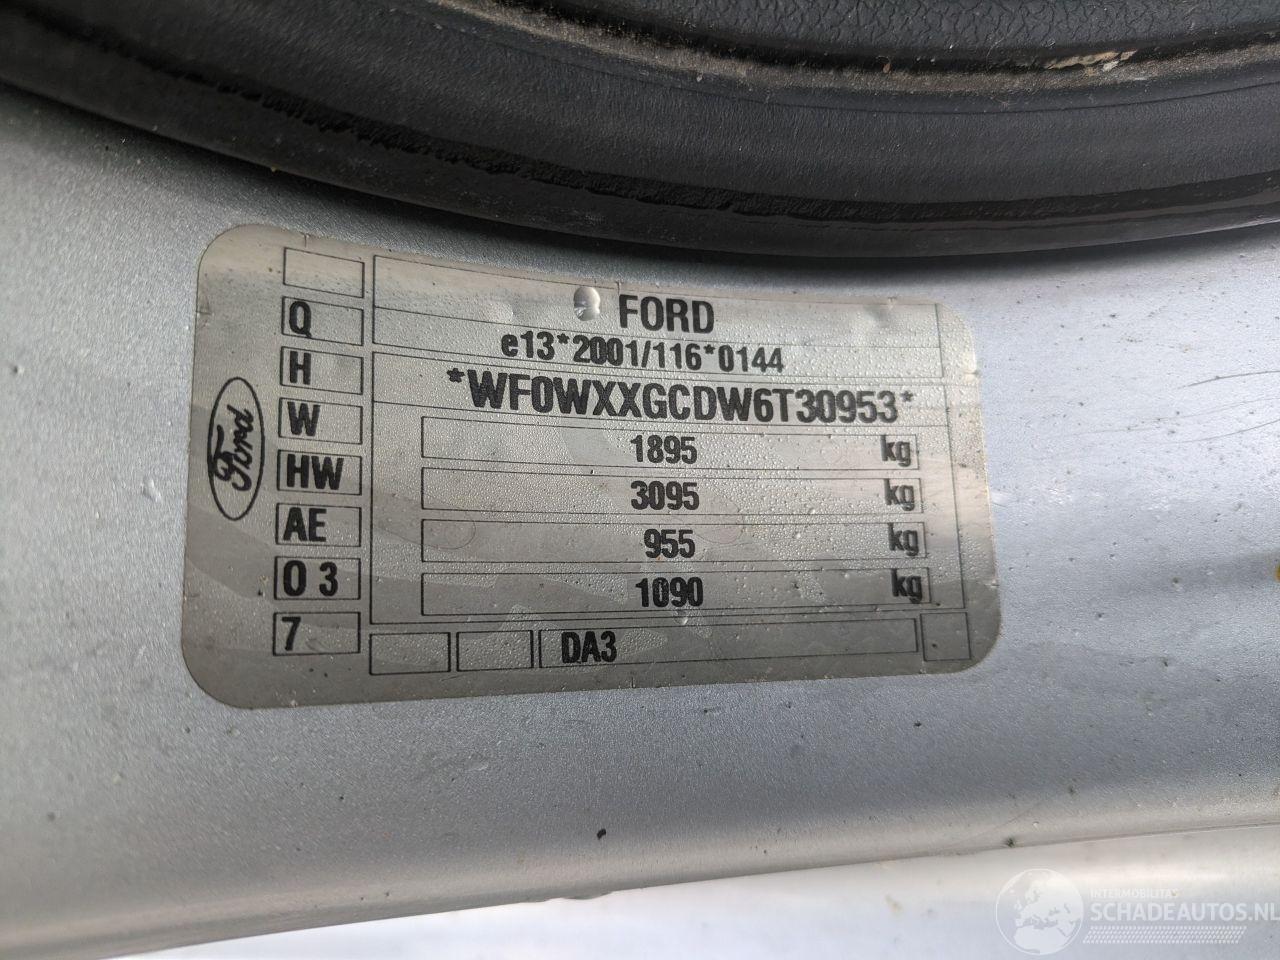 FORD
e13*2001/116*0144
*WF0WXXGCDW6T30953*
Q
H
W
HW
AE
0 3
7
Ford
1895 kg
3095 kg
955 kg
1090 kg
DA3
INTERMOBILITAS
SCHADEAUTOS.NL